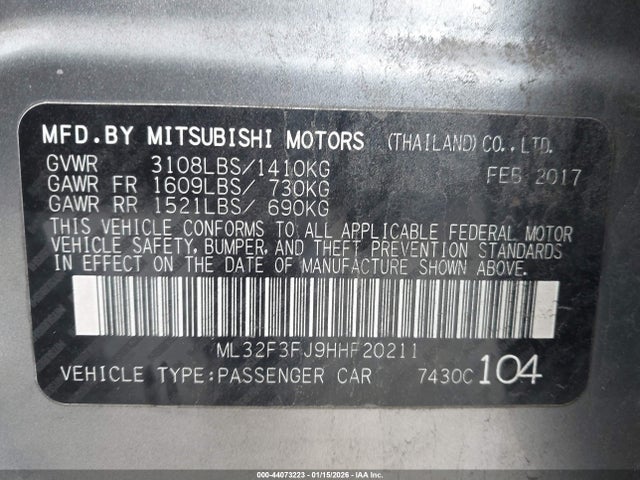 MFD.BY MITSUBISHI MOTORS (THAILAND) CO.,LTD.
GVWR 3108LBS/1410KG FEB 2017
GAWR FR 1609LBS/ 730KG
GAWR RR 1521LBS/ 690KG
THIS VEHICLE CONFORMS TO ALL APPLICABLE FEDERAL MOTOR
VEHICLE SAFETY, BUMPER, AND THEFT PREVENTION STANDARDS
IN EFFECT ON THE DATE OF MANUFACTURE SHOWN ABOVE.
ML32F3FJ9HHF20211
VEHICLE TYPE:PASSENGER CAR 7430C 104
000-44073223 - 01/15/2026 - IAAI.COM